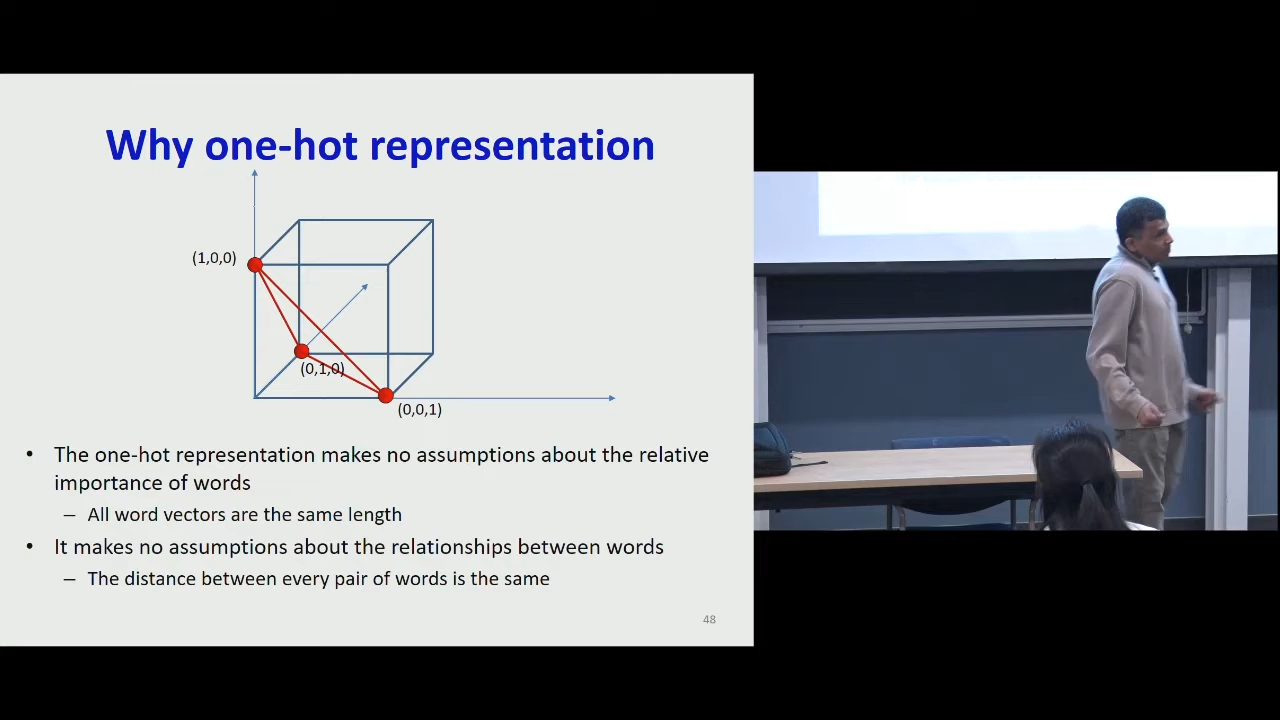 Why one-hot representation
(1,0,0)
(0,1,0)
(0,0,1)
• The one-hot representation makes no assumptions about the relative
importance of words
– All word vectors are the same length
• It makes no assumptions about the relationships between words
– The distance between every pair of words is the same
48